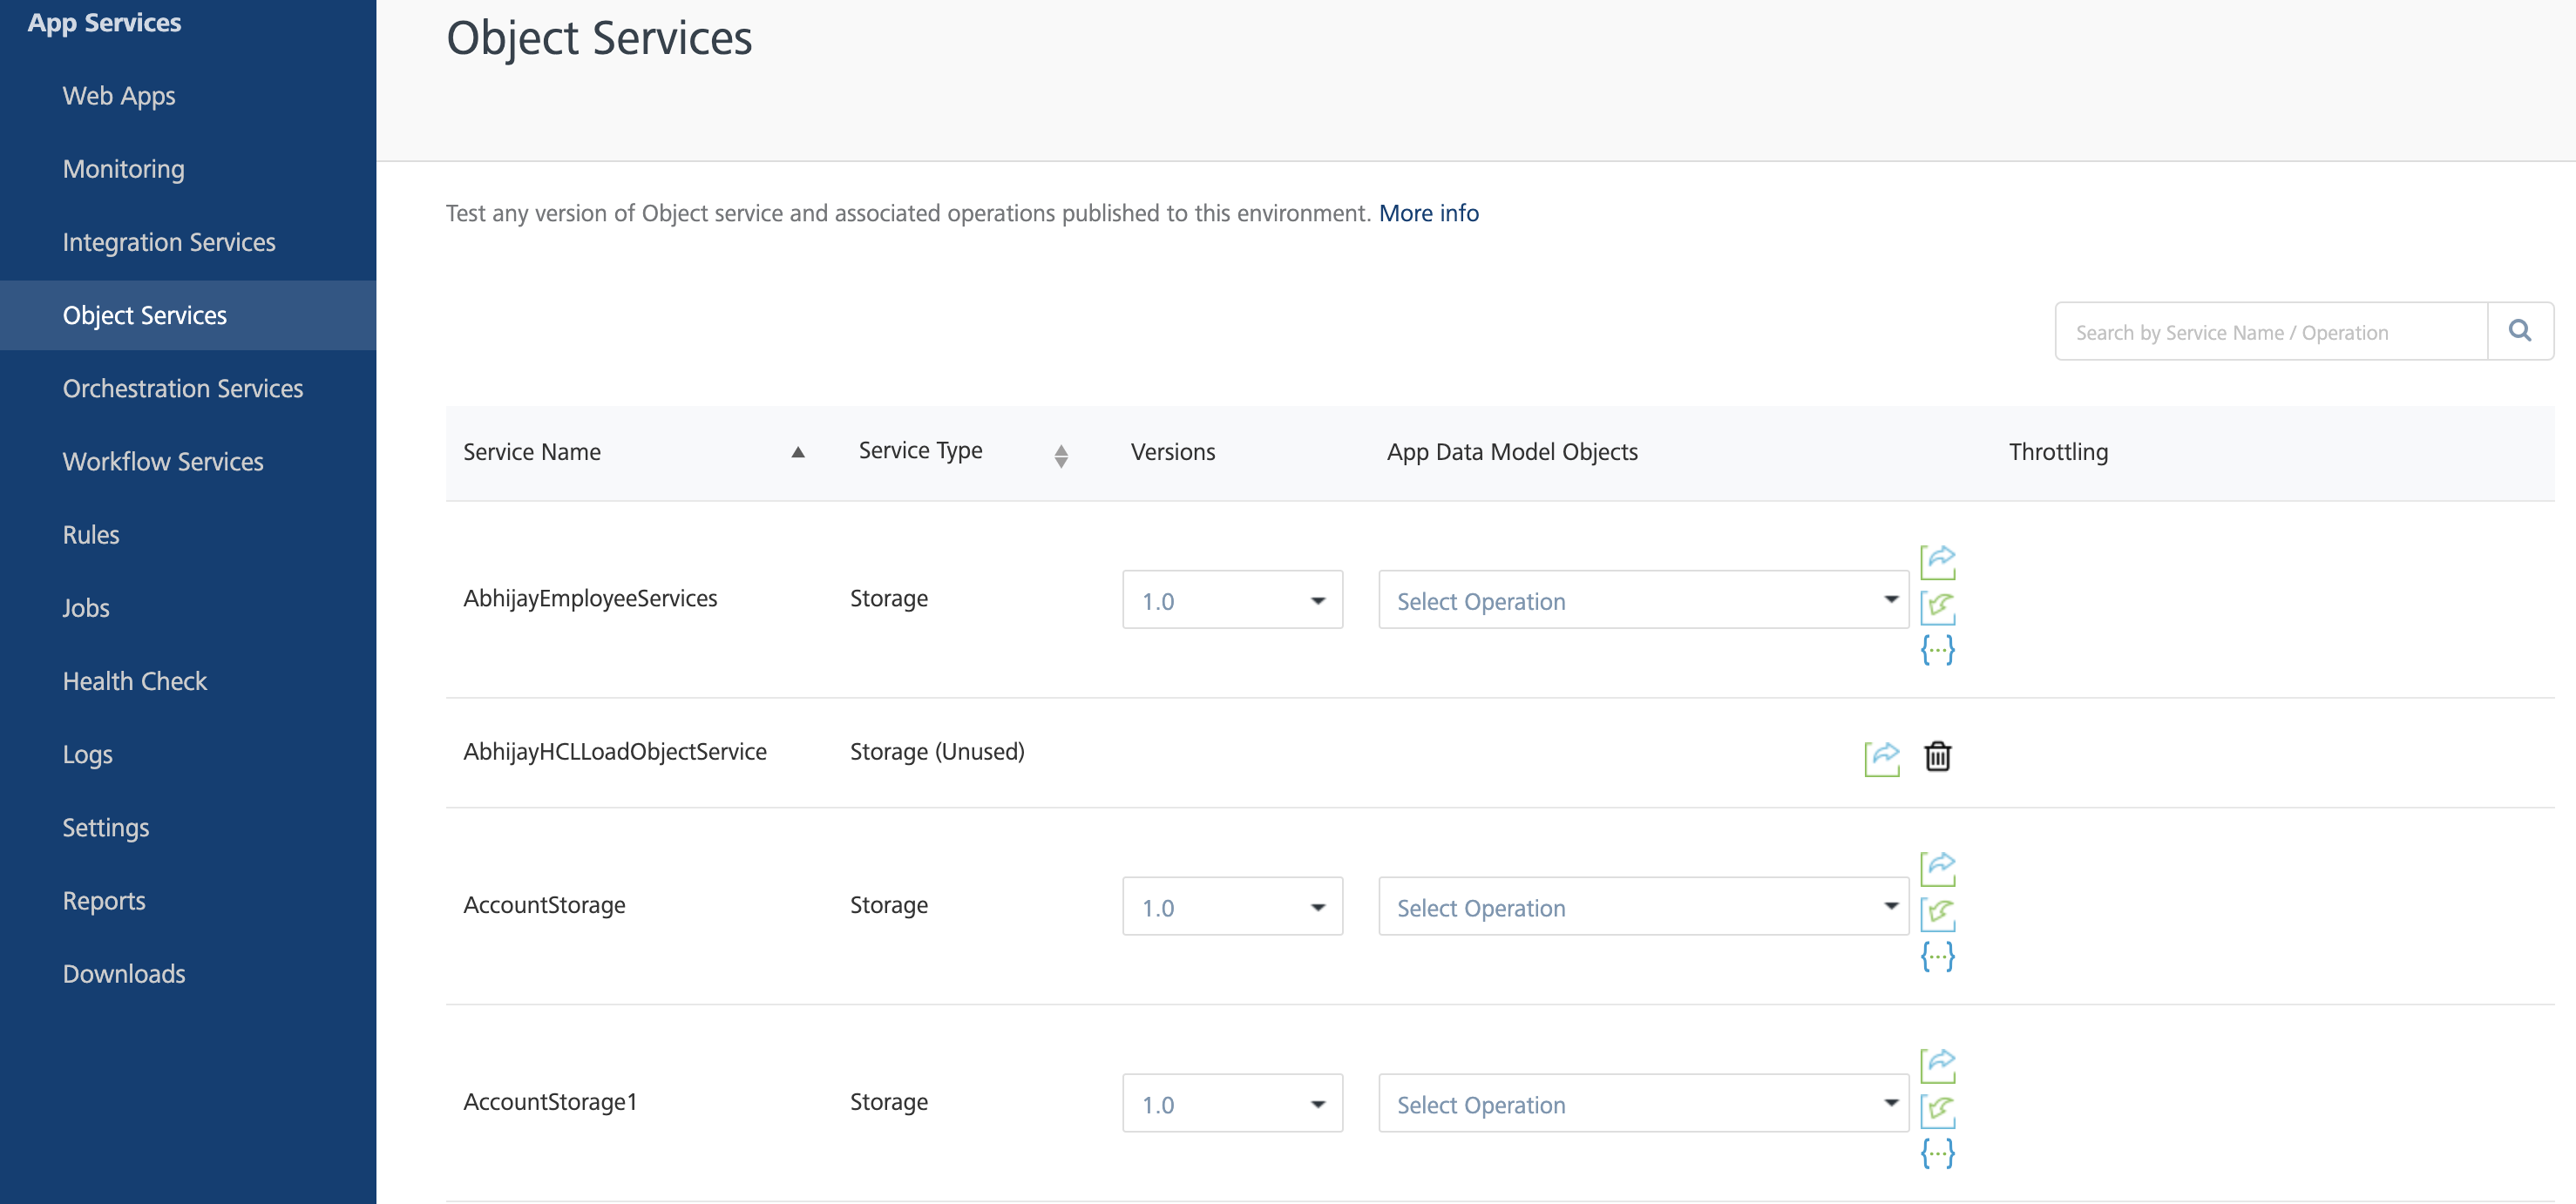 App Services
Web Apps
Monitoring
Integration Services
Object Services
Orchestration Services
Workflow Services
Rules
Jobs
Health Check
Logs
Settings
Reports
Downloads
Object Services
Test any version of Object service and associated operations published to this environment. More info
Search by Service Name / Operation
Service Name Service Type Versions App Data Model Objects Throttling
AbhijayEmployeeServices Storage 1.0 Select Operation
AbhijayHCLLoadObjectService Storage (Unused)
AccountStorage Storage 1.0 Select Operation
AccountStorage1 Storage 1.0 Select Operation